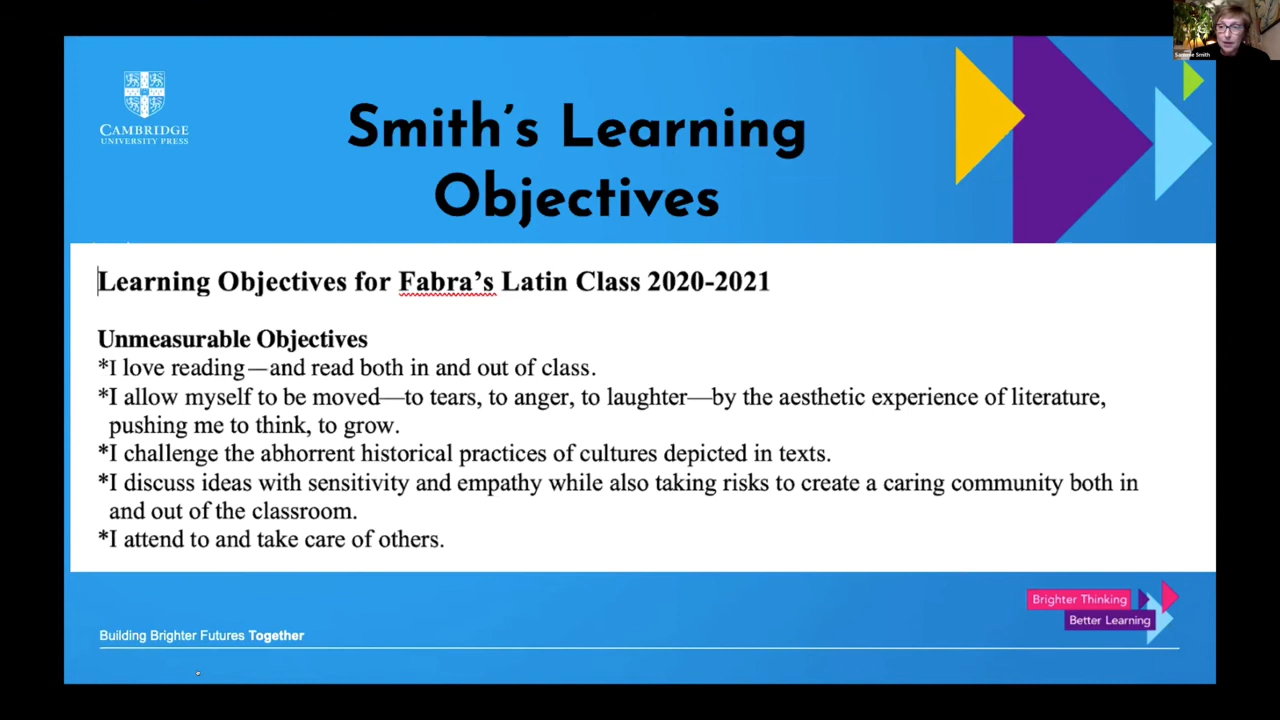 CAMBRIDGE
UNIVERSITY PRESS
Smith's Learning
Objectives
Learning Objectives for Fabra's Latin Class 2020-2021
Unmeasurable Objectives
*I love reading—and read both in and out of class.
*I allow myself to be moved—to tears, to anger, to laughter—by the aesthetic experience of literature,
pushing me to think, to grow.
*I challenge the abhorrent historical practices of cultures depicted in texts.
*I discuss ideas with sensitivity and empathy while also taking risks to create a caring community both in
and out of the classroom.
*I attend to and take care of others.
Brighter Thinking
Better Learning
Building Brighter Futures Together
Smith